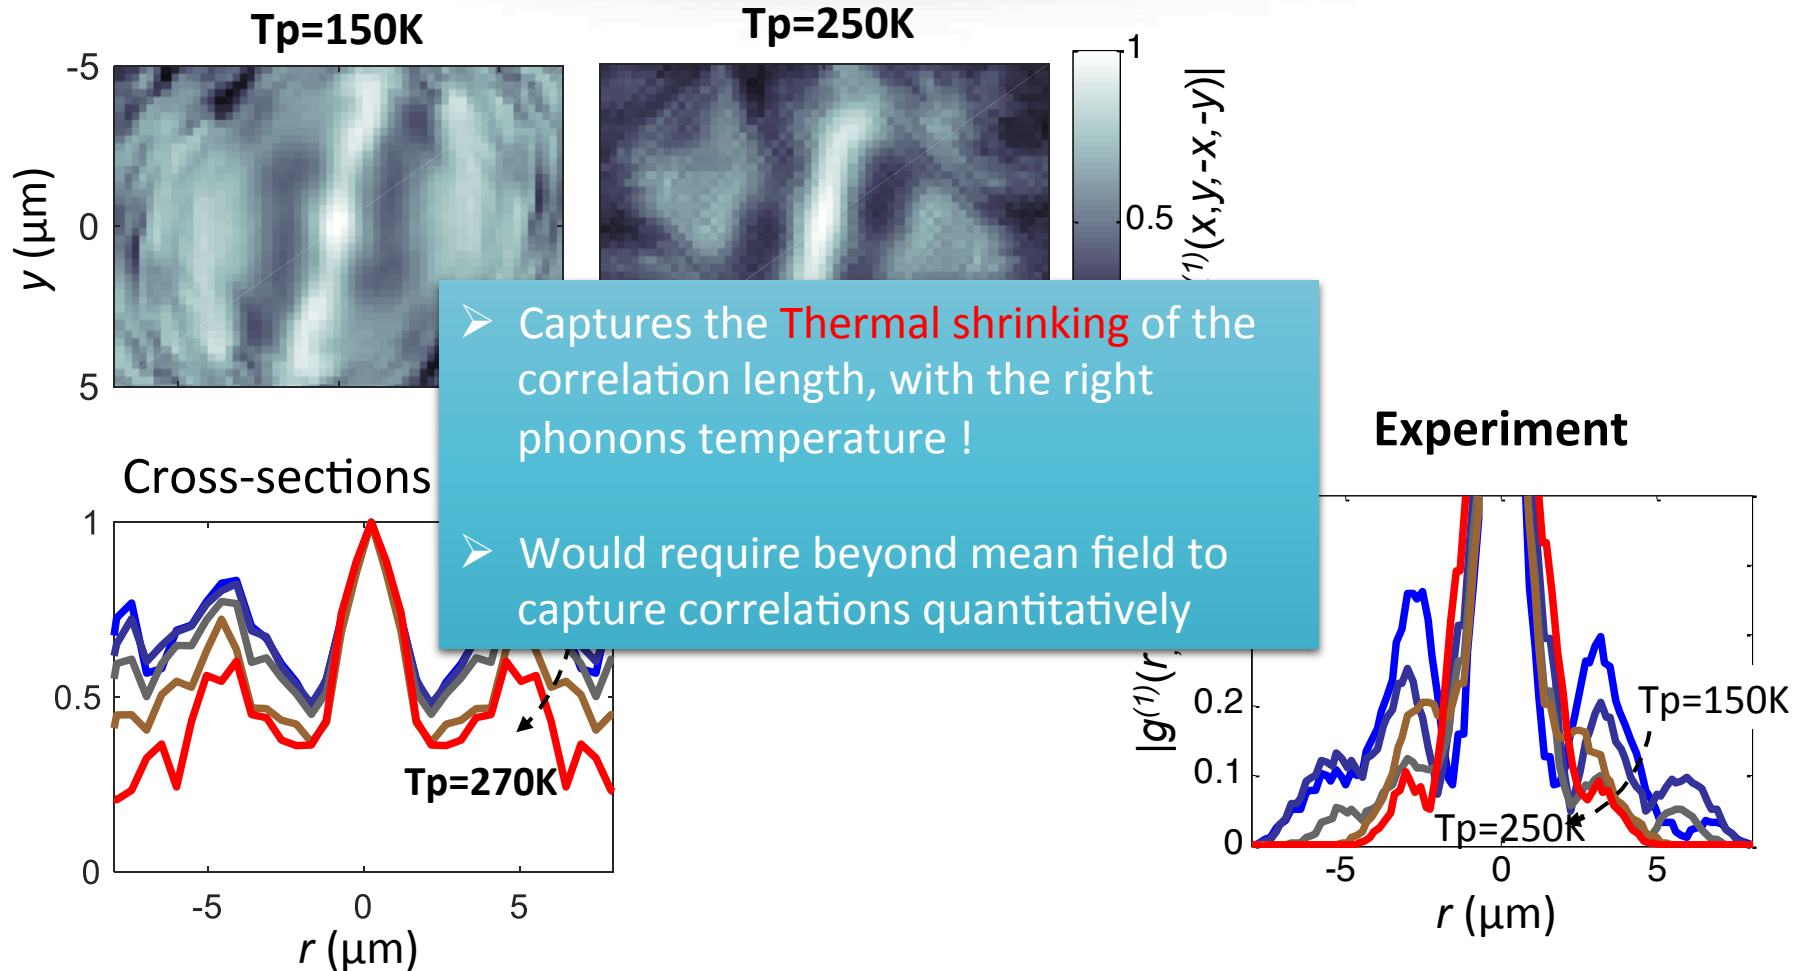 Tp=150K
Tp=250K
-5
0
5
y (μm)
1
0.5
(1)(x,y,-x,-y)|
➢ Captures the Thermal shrinking of the
correlation length, with the right
phonons temperature !
➢ Would require beyond mean field to
capture correlations quantitatively
Cross-sections
1
0.5
0
-5
0
5
r (μm)
Tp=270K
Experiment
|g(1)(r,
0.2
0.1
0
-5
0
5
r (μm)
Tp=150K
Tp=250K